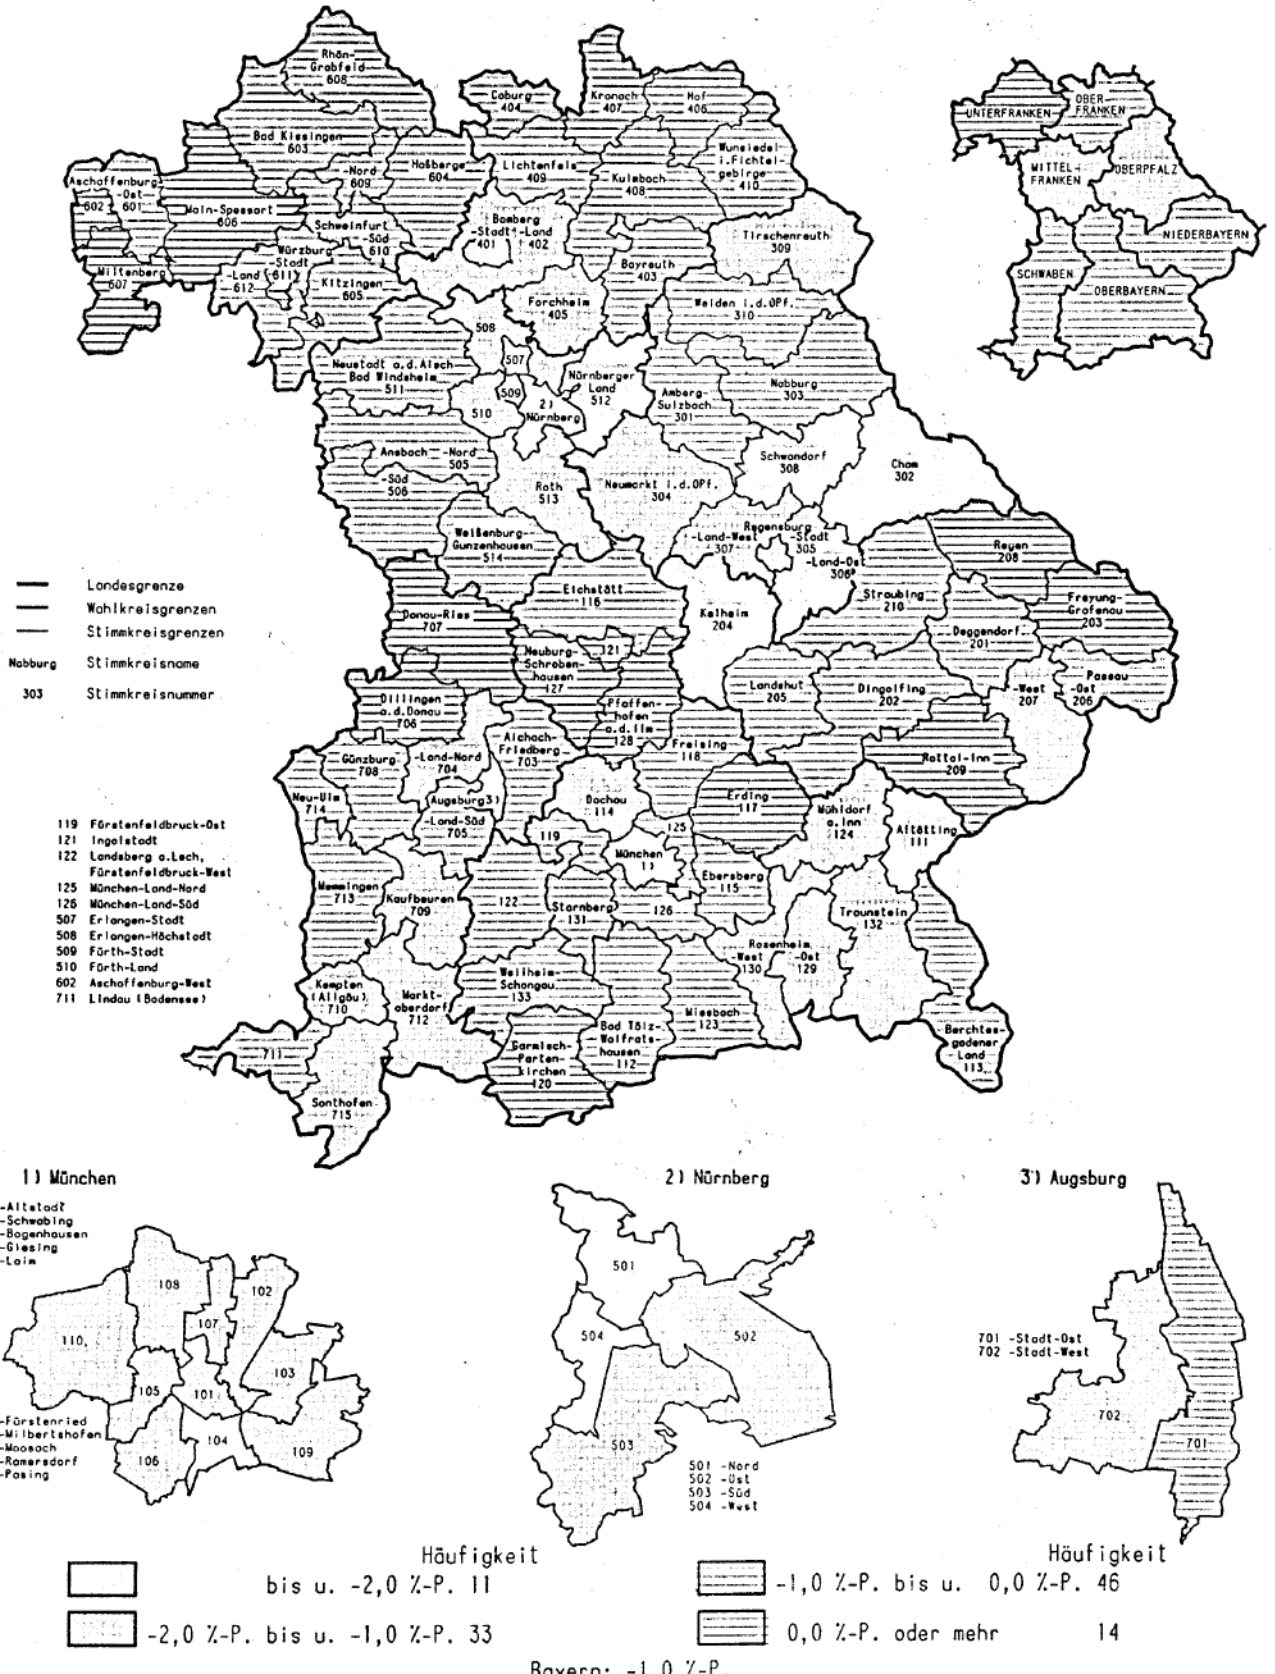 Rhön-
Grabfeld
608
Coburg
404
Kronach
407
Hof
406
Bad Kissingen
603
-Nord
609
Haßberge
604
Lichtenfels
409
Kulmbach
408
Wunsiedel
i.Fichtel-
gebirge
410
Aschaffenburg
-Ost
602
601
Main-Spessart
606
Schweinfurt
-Süd
610
Bamberg
-Stadt
-Land
401
402
Tirschenreuth
309
Miltenberg
607
Würzburg
-Stadt
-Land
611
612
Kitzingen
605
Bayreuth
403
Forchheim
405
Weiden i.d.OPf.
310
508
507
509
510
Neustadt a.d.Aisch
Bad Windsheim
511
2)
Nürnberg
Nürnberger
Land
512
Amberg-
Sulzbach
301
Nabburg
303
Ansbach
-Nord
505
-Süd
506
Roth
513
Neumarkt i.d.OPf.
304
Schwandorf
308
Cham
302
Weißenburg-
Gunzenhausen
514
Regensburg
-Land-West
307
-Stadt
305
-Land-Ost
306
Regen
208
Eichstätt
116
Kelheim
204
Straubing
210
Deggendorf
201
Freyung-
Grafenau
203
Donau-Ries
707
121
Neuburg-
Schroben-
hausen
127
Landshut
205
Dingolfing
202
-West
207
Passau
-Ost
206
Dillingen
a.d.Donau
706
Pfaffen-
hofen
a.d.Ilm
128
Aichach-
Friedberg
703
Freising
118
Rottal-Inn
209
Günzburg
708
-Land-Nord
704
Neu-Ulm
714
Augsburg3)
-Land-Süd
705
Dachau
114
Erding
117
Mühldorf
a.Inn
124
Altötting
111
119
125
München
1)
Ebersberg
115
Memmingen
713
Kaufbeuren
709
122
Starnberg
131
126
Traunstein
132
Rosenheim
-West
130
-Ost
129
Kempten
(Allgäu)
710
Markt-
oberdorf
712
Weilheim-
Schongau
133
Miesbach
123
Bad Tölz-
Wolfrats-
hausen
112
Garmisch-
Parten-
kirchen
120
Berchtes-
gadener
Land
113
711
Sonthofen
715
UNTERFRANKEN
OBER-
FRANKEN
MITTEL-
FRANKEN
OBERPFALZ
NIEDERBAYERN
SCHWABEN
OBERBAYERN
Landesgrenze
Wahlkreisgrenzen
Stimmkreisgrenzen
Nabburg Stimmkreisname
303 Stimmkreisnummer
119 Fürstenfeldbruck-Ost
121 Ingolstadt
122 Landsberg a.Lech,
Fürstenfeldbruck-West
125 München-Land-Nord
126 München-Land-Süd
507 Erlangen-Stadt
508 Erlangen-Höchstadt
509 Fürth-Stadt
510 Fürth-Land
602 Aschaffenburg-West
711 Lindau (Bodensee)
1) München
-Altstadt
-Schwabing
-Bogenhausen
-Giesing
-Laim
108
102
107
110
103
105
101
104
106
109
-Fürstenried
-Milbertshofen
-Moosach
-Ramersdorf
-Pasing
2) Nürnberg
501
504
502
503
501 -Nord
502 -Ost
503 -Süd
504 -West
3) Augsburg
701 -Stadt-Ost
702 -Stadt-West
702
701
Häufigkeit
bis u. -2,0 %-P. 11
-2,0 %-P. bis u. -1,0 %-P. 33
Häufigkeit
-1,0 %-P. bis u. 0,0 %-P. 46
0,0 %-P. oder mehr 14
Bayern: -1,0 %-P.